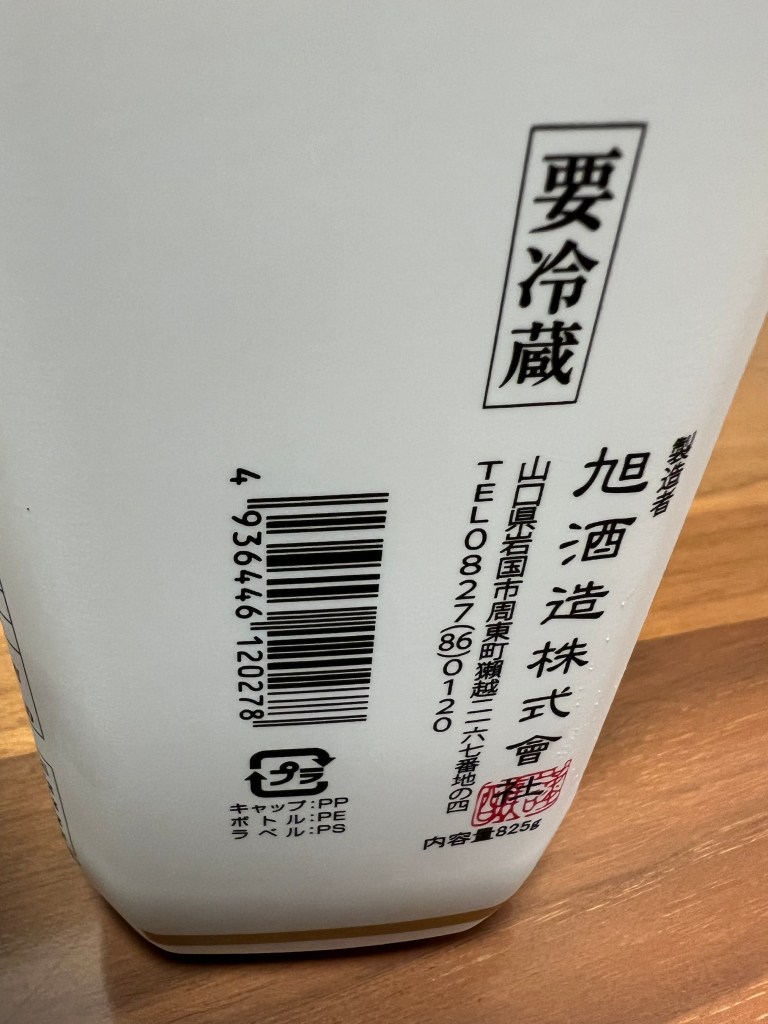 要冷蔵
製造者
旭酒造株式會社
山口県岩国市周東町獺越二一六七番地の四
TEL0827(86)0120
内容量825g
4 936446 120278
プラ
キャップ:PP
ボトル:PE
ラベル:PS